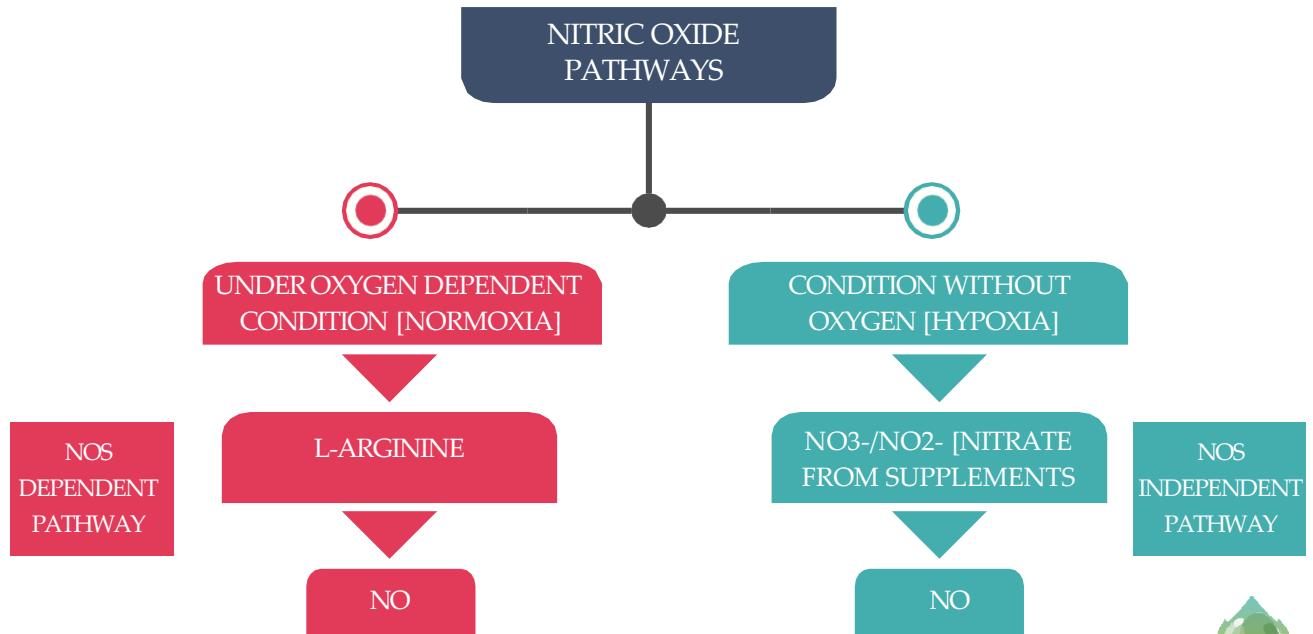 NITRIC OXIDE
PATHWAYS
UNDER OXYGEN DEPENDENT
CONDITION [NORMOXIA]
CONDITION WITHOUT
OXYGEN [HYPOXIA]
NOS
DEPENDENT
PATHWAY
L-ARGININE
NO3-/NO2- [NITRATE
FROM SUPPLEMENTS
NOS
INDEPENDENT
PATHWAY
NO
NO